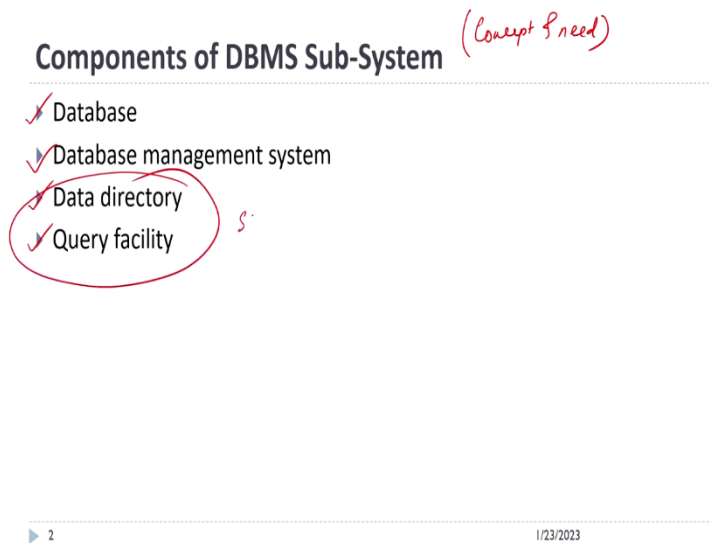 (Concept & need)
Components of DBMS Sub-System
Database
Database management system
Data directory
Query facility
S
2
1/23/2023